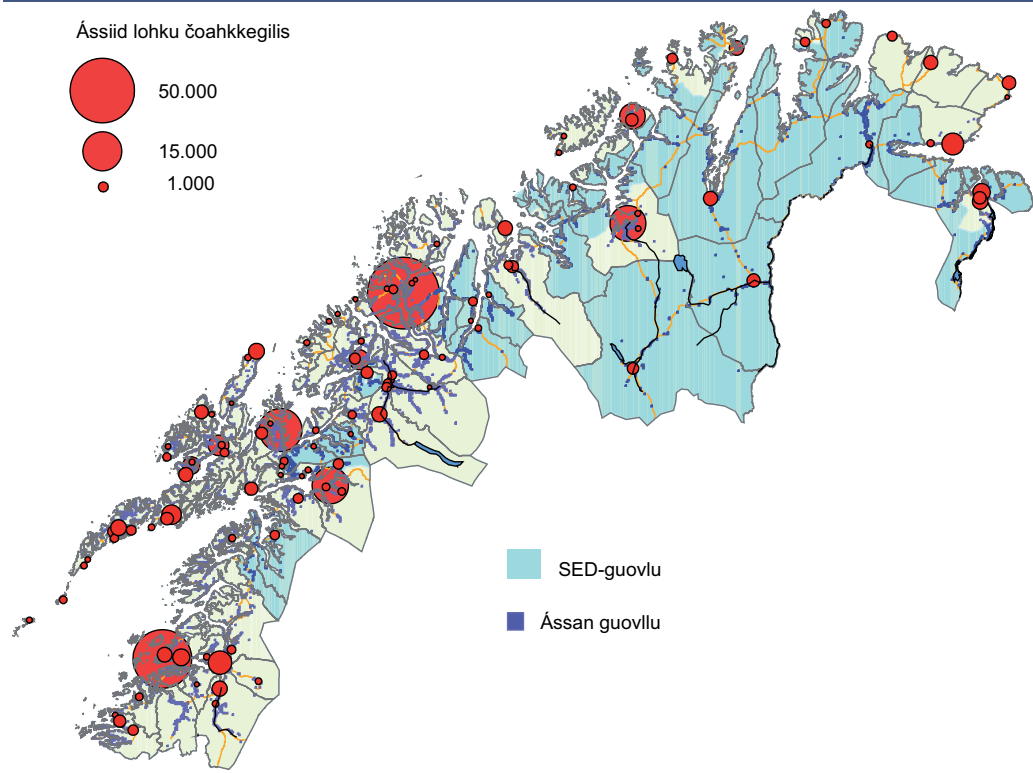 Ássiid lohku čoahkkegilis
50.000
15.000
1.000
SED-guovlu
Ássan guovllu